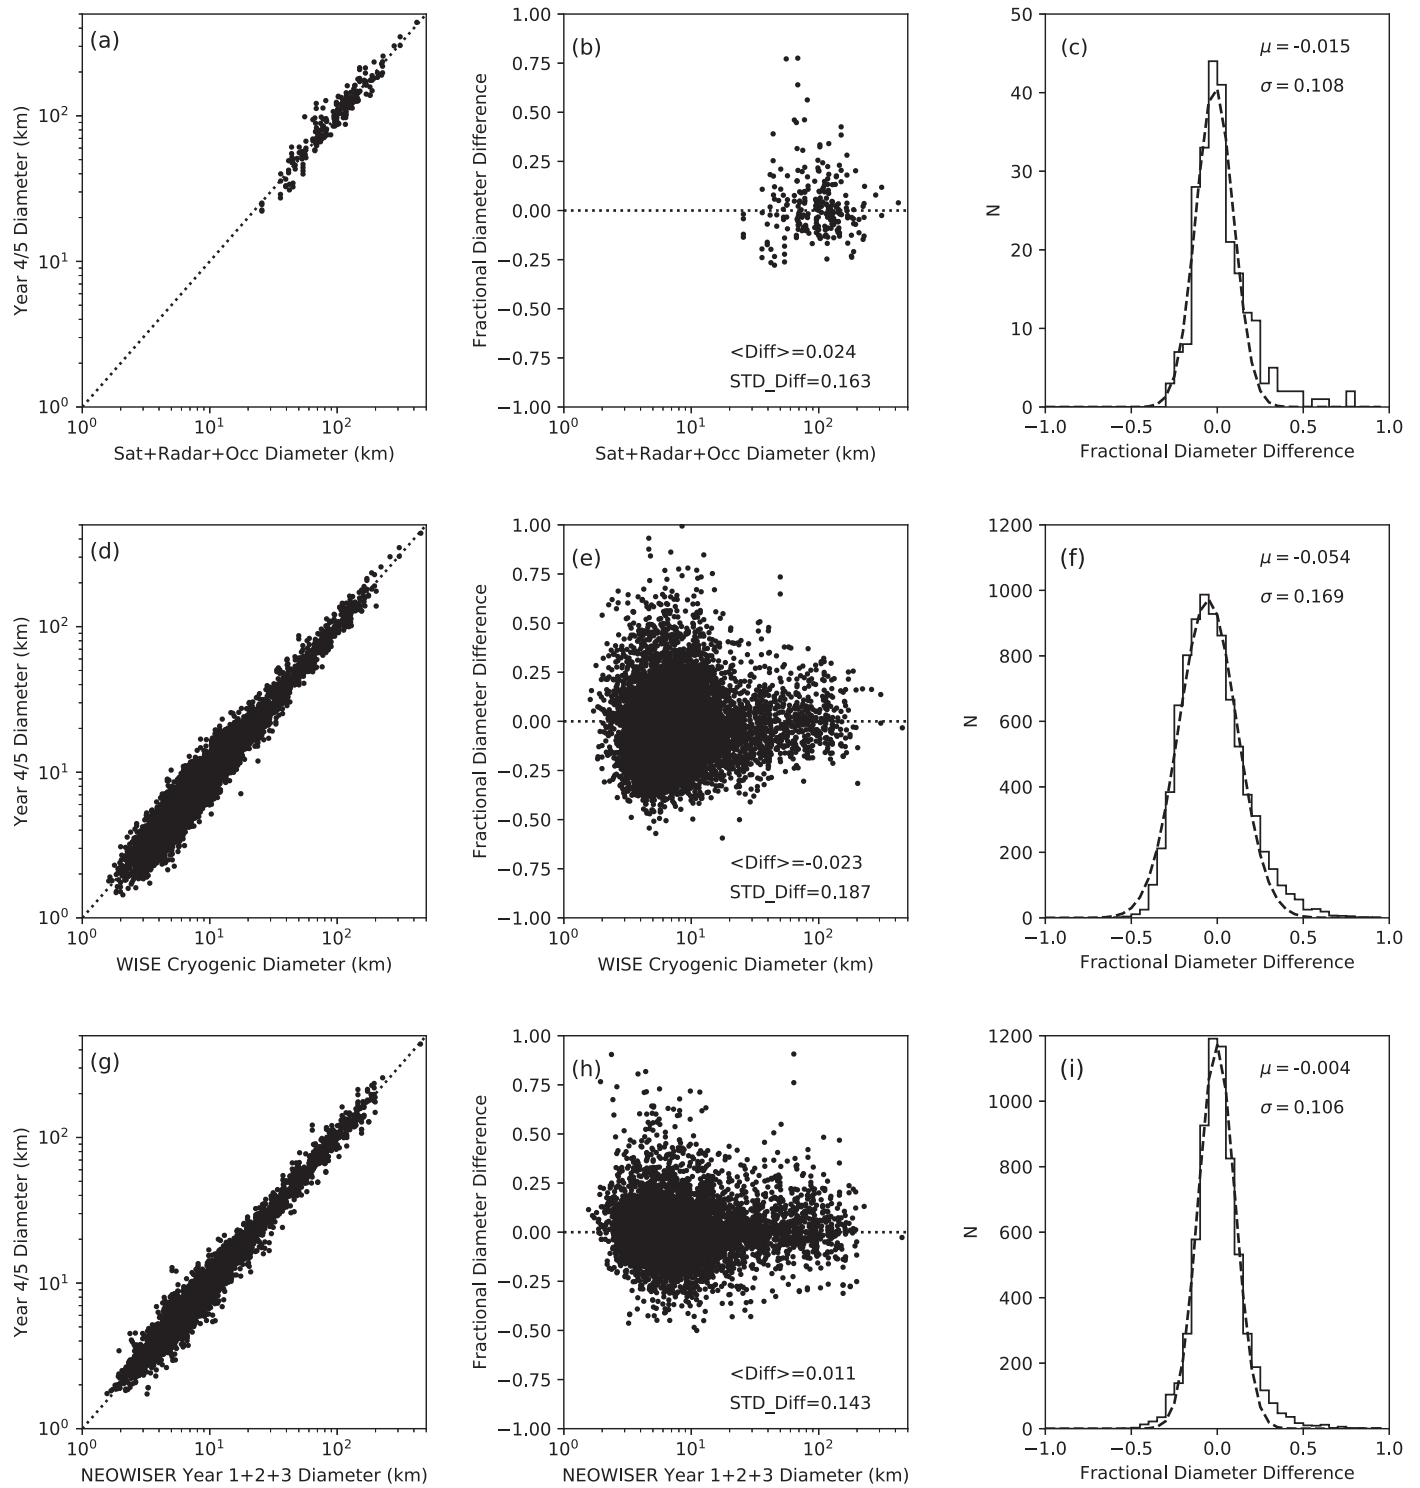 (a)
10²
10¹
10⁰
10⁰ 10¹ 10²
Year 4/5 Diameter (km)
Sat+Radar+Occ Diameter (km)
(b)
1.00
0.75
0.50
0.25
0.00
−0.25
−0.50
−0.75
−1.00
10⁰ 10¹ 10²
Fractional Diameter Difference
<Diff>=0.024
STD_Diff=0.163
Sat+Radar+Occ Diameter (km)
(c)
μ = -0.015
σ = 0.108
50
40
30
20
10
0
N
−1.0 −0.5 0.0 0.5 1.0
Fractional Diameter Difference
(d)
10²
10¹
10⁰
10⁰ 10¹ 10²
Year 4/5 Diameter (km)
WISE Cryogenic Diameter (km)
(e)
1.00
0.75
0.50
0.25
0.00
−0.25
−0.50
−0.75
−1.00
10⁰ 10¹ 10²
Fractional Diameter Difference
<Diff>=-0.023
STD_Diff=0.187
WISE Cryogenic Diameter (km)
(f)
μ = -0.054
σ = 0.169
1200
1000
800
600
400
200
0
N
−1.0 −0.5 0.0 0.5 1.0
Fractional Diameter Difference
(g)
10²
10¹
10⁰
10⁰ 10¹ 10²
Year 4/5 Diameter (km)
NEOWISER Year 1+2+3 Diameter (km)
(h)
1.00
0.75
0.50
0.25
0.00
−0.25
−0.50
−0.75
−1.00
10⁰ 10¹ 10²
Fractional Diameter Difference
<Diff>=0.011
STD_Diff=0.143
NEOWISER Year 1+2+3 Diameter (km)
(i)
μ = -0.004
σ = 0.106
1200
1000
800
600
400
200
0
N
−1.0 −0.5 0.0 0.5 1.0
Fractional Diameter Difference